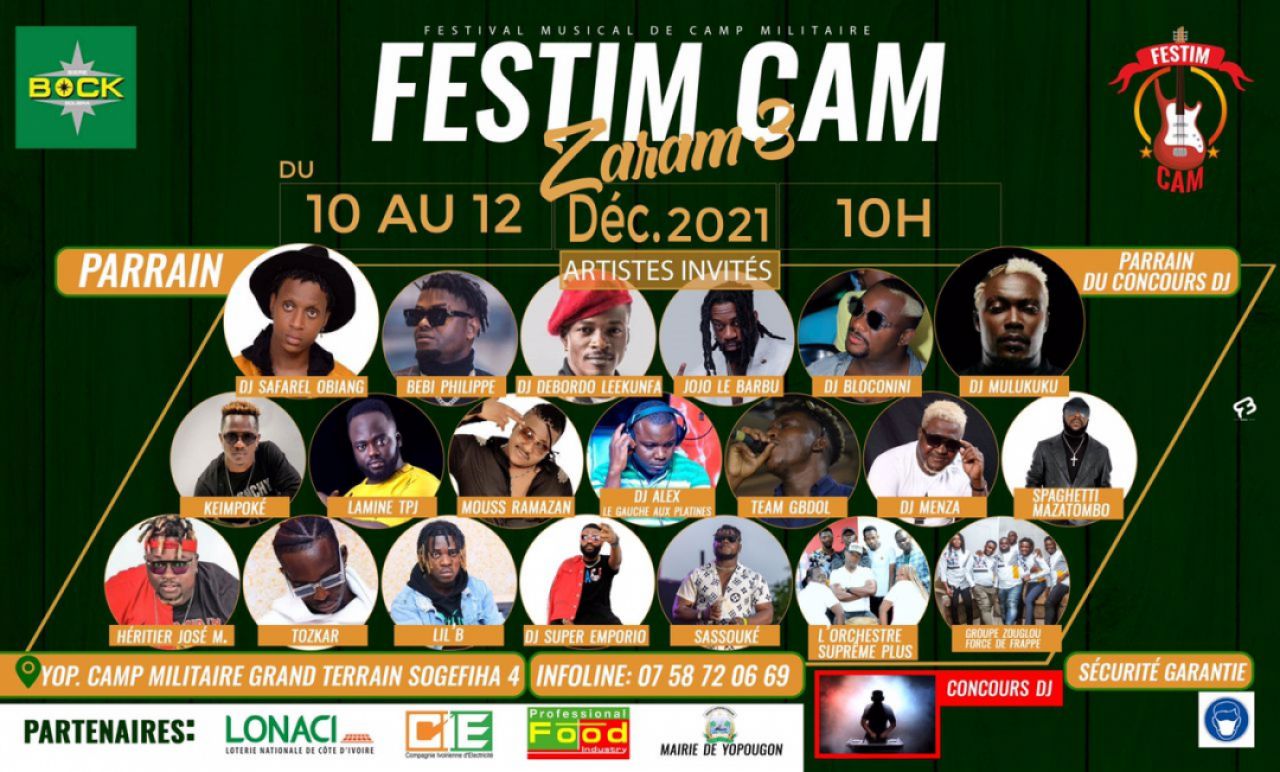 FESTIVAL MUSICAL DE CAMP MILITAIRE
BIÈRE
BOCK
SOLIBRA
FESTIM CAM
Zaram 3
FESTIM
CAM
DU
10 AU 12
Déc. 2021
10H
PARRAIN
ARTISTES INVITÉS
PARRAIN
DU CONCOURS DJ
DJ SAFAREL OBIANG
BEBI PHILIPPE
DJ DEBORDO LEEKUNFA
JOJO LE BARBU
DJ BLOCONINI
DJ MULUKUKU
KEIMPOKÉ
LAMINE TPJ
MOUSS RAMAZAN
DJ ALEX
LE GAUCHE AUX PLATINES
TEAM GBDOL
DJ MENZA
SPAGHETTI
MAZATOMBO
HÉRITIER JOSÉ M.
TOZKAR
LIL B
DJ SUPER EMPORIO
SASSOUKÉ
L'ORCHESTRE
SUPRÊME PLUS
GROUPE ZOUGLOU
FORCE DE FRAPPE
YOP. CAMP MILITAIRE GRAND TERRAIN SOGEFIHA 4
INFOLINE: 07 58 72 06 69
SÉCURITÉ GARANTIE
CONCOURS DJ
PARTENAIRES:
LONACI
LOTERIE NATIONALE DE CÔTE D'IVOIRE
CIE
Compagnie Ivoirienne d'Electricité
Professional
Food
Industry
MAIRIE DE YOPOUGON